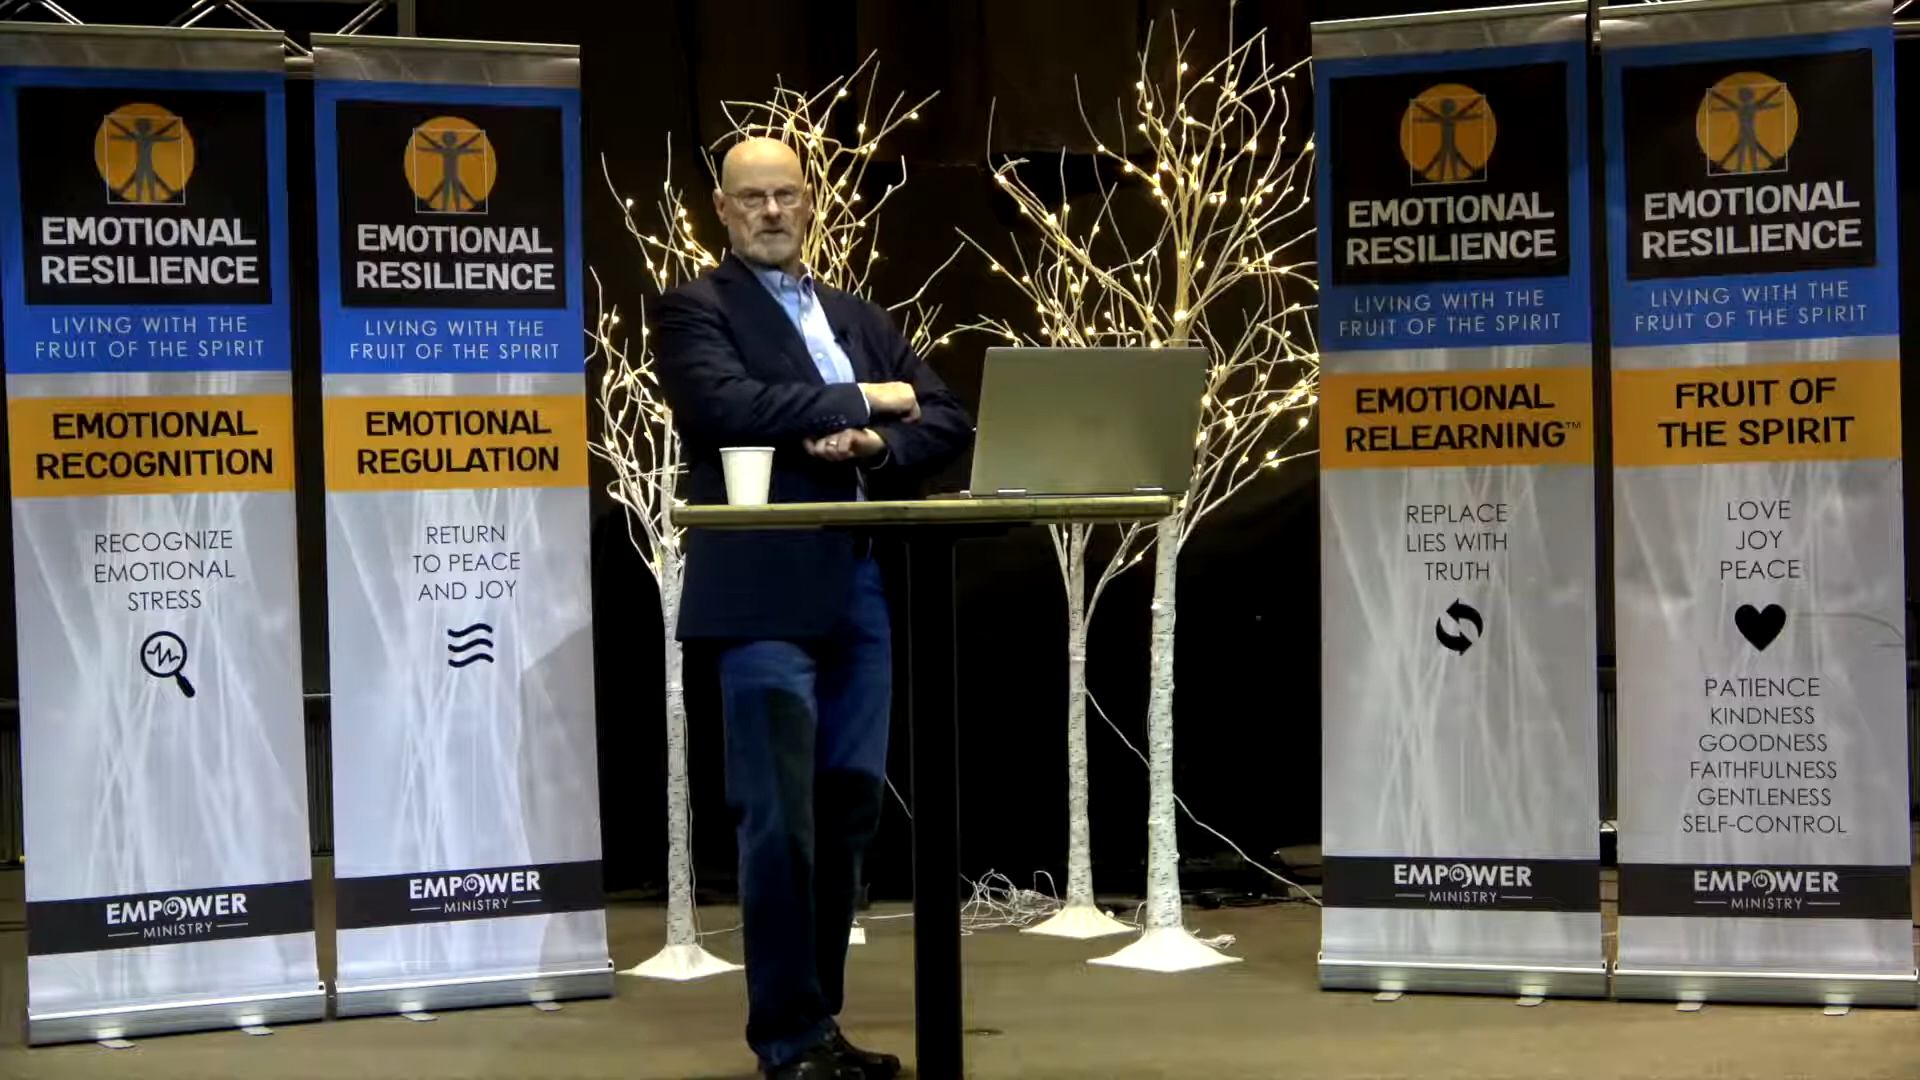 EMOTIONAL
RESILIENCE
LIVING WITH THE
FRUIT OF THE SPIRIT
EMOTIONAL
RECOGNITION
RECOGNIZE
EMOTIONAL
STRESS
EMPOWER
MINISTRY
EMOTIONAL
RESILIENCE
LIVING WITH THE
FRUIT OF THE SPIRIT
EMOTIONAL
REGULATION
RETURN
TO PEACE
AND JOY
EMPOWER
MINISTRY
EMOTIONAL
RESILIENCE
LIVING WITH THE
FRUIT OF THE SPIRIT
EMOTIONAL
RELEARNING™
REPLACE
LIES WITH
TRUTH
EMPOWER
MINISTRY
EMOTIONAL
RESILIENCE
LIVING WITH THE
FRUIT OF THE SPIRIT
FRUIT OF
THE SPIRIT
LOVE
JOY
PEACE
PATIENCE
KINDNESS
GOODNESS
FAITHFULNESS
GENTLENESS
SELF-CONTROL
EMPOWER
MINISTRY